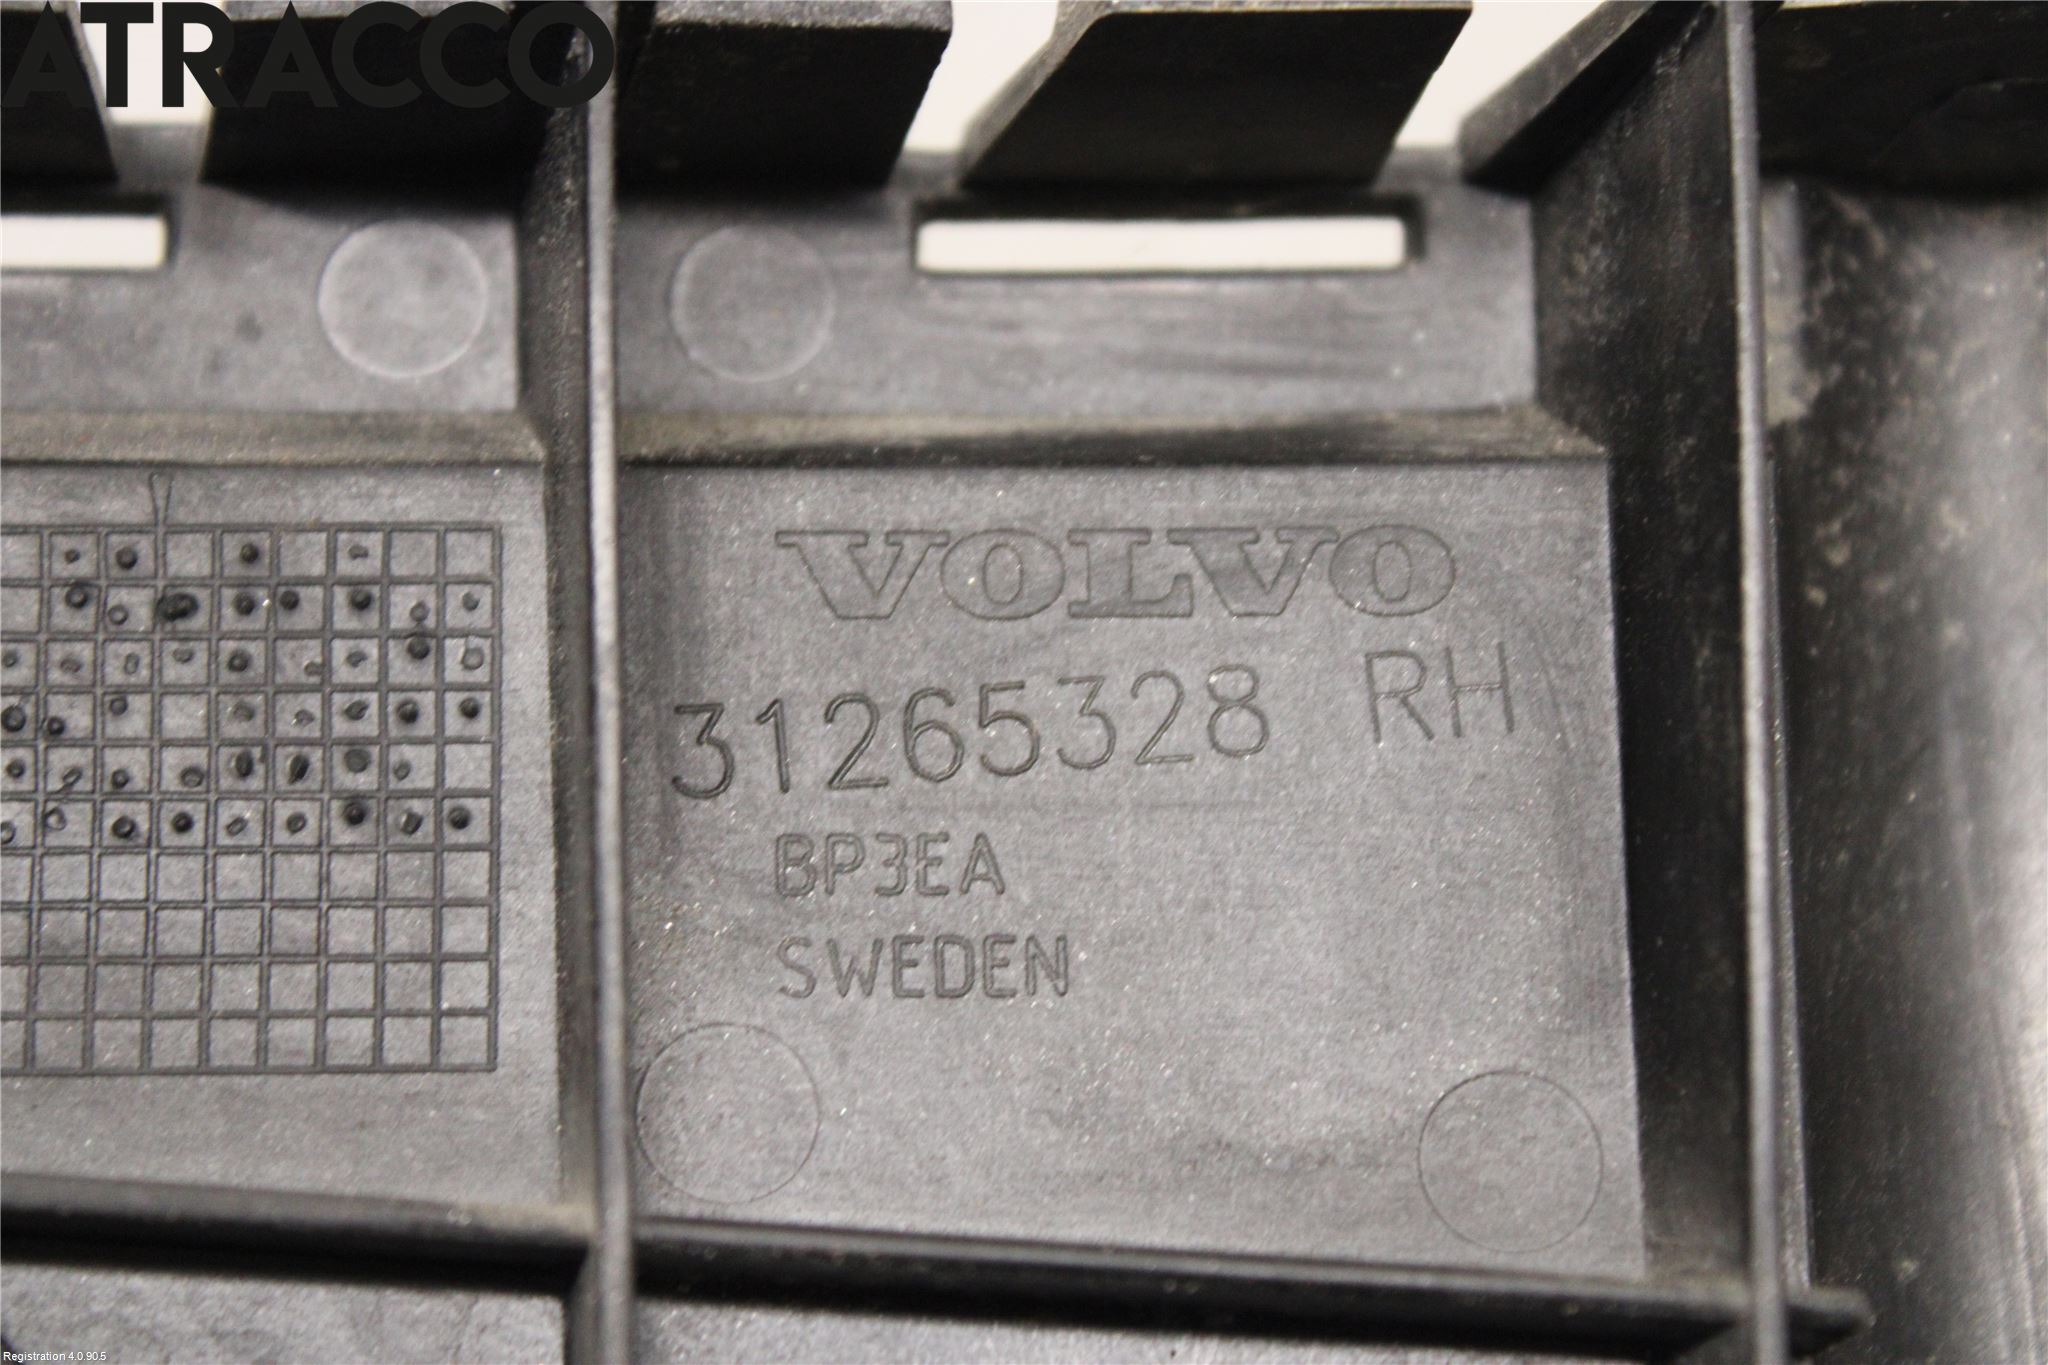 ATRACCO
VOLVO
31265328 RH
BP3EA
SWEDEN
Registration 4.0.90.5